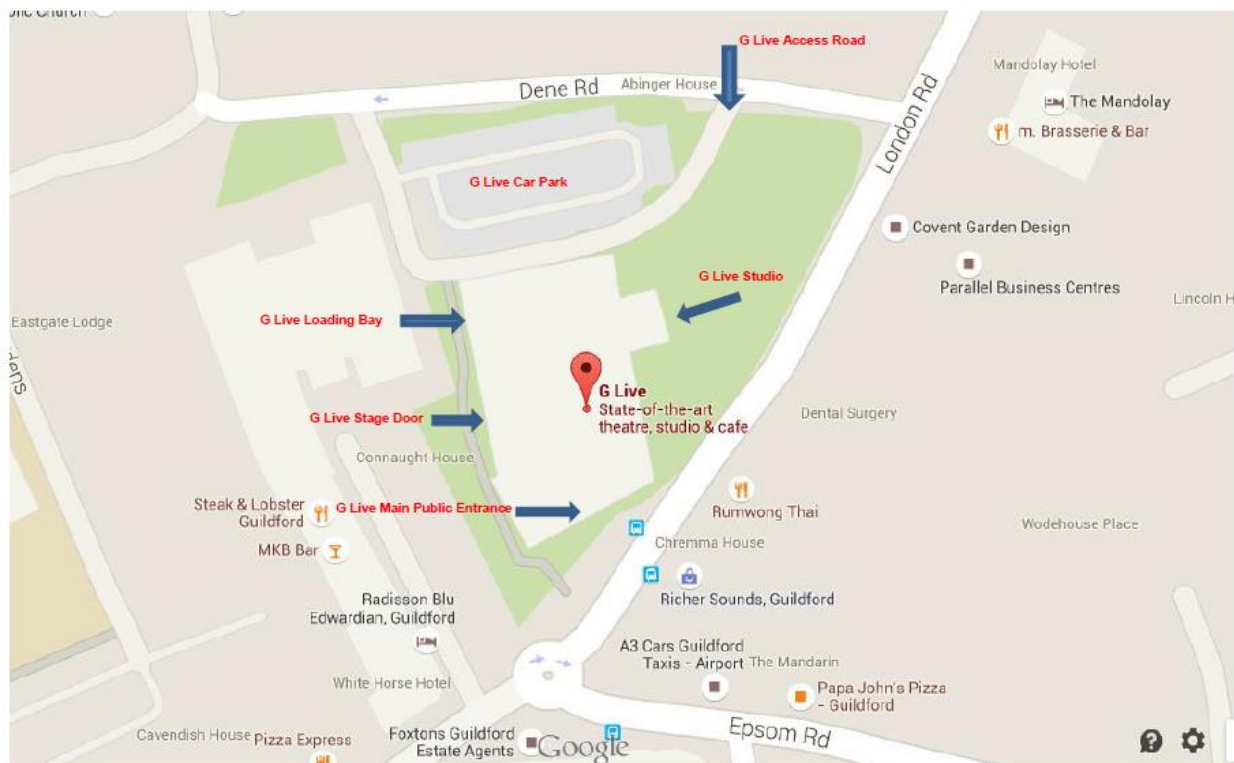 G Live Access Road
Mandolay Hotel
Dene Rd
Abinger House
London Rd
The Mandolay
m. Brasserie & Bar
G Live Car Park
Covent Garden Design
G Live Studio
Parallel Business Centres
Eastgate Lodge
G Live Loading Bay
G Live
State-of-the-art
theatre, studio & cafe
G Live Stage Door
Dental Surgery
Connaught House
Steak & Lobster
Guildford
G Live Main Public Entrance
Rumwong Thai
Wodehouse Place
MKB Bar
Chremma House
Radisson Blu
Edwardian, Guildford
Richer Sounds, Guildford
A3 Cars Guildford
Taxis - Airport
The Mandarin
White Horse Hotel
Papa John's Pizza
- Guildford
Cavendish House
Pizza Express
Foxtons Guildford
Estate Agents
Google
Epsom Rd